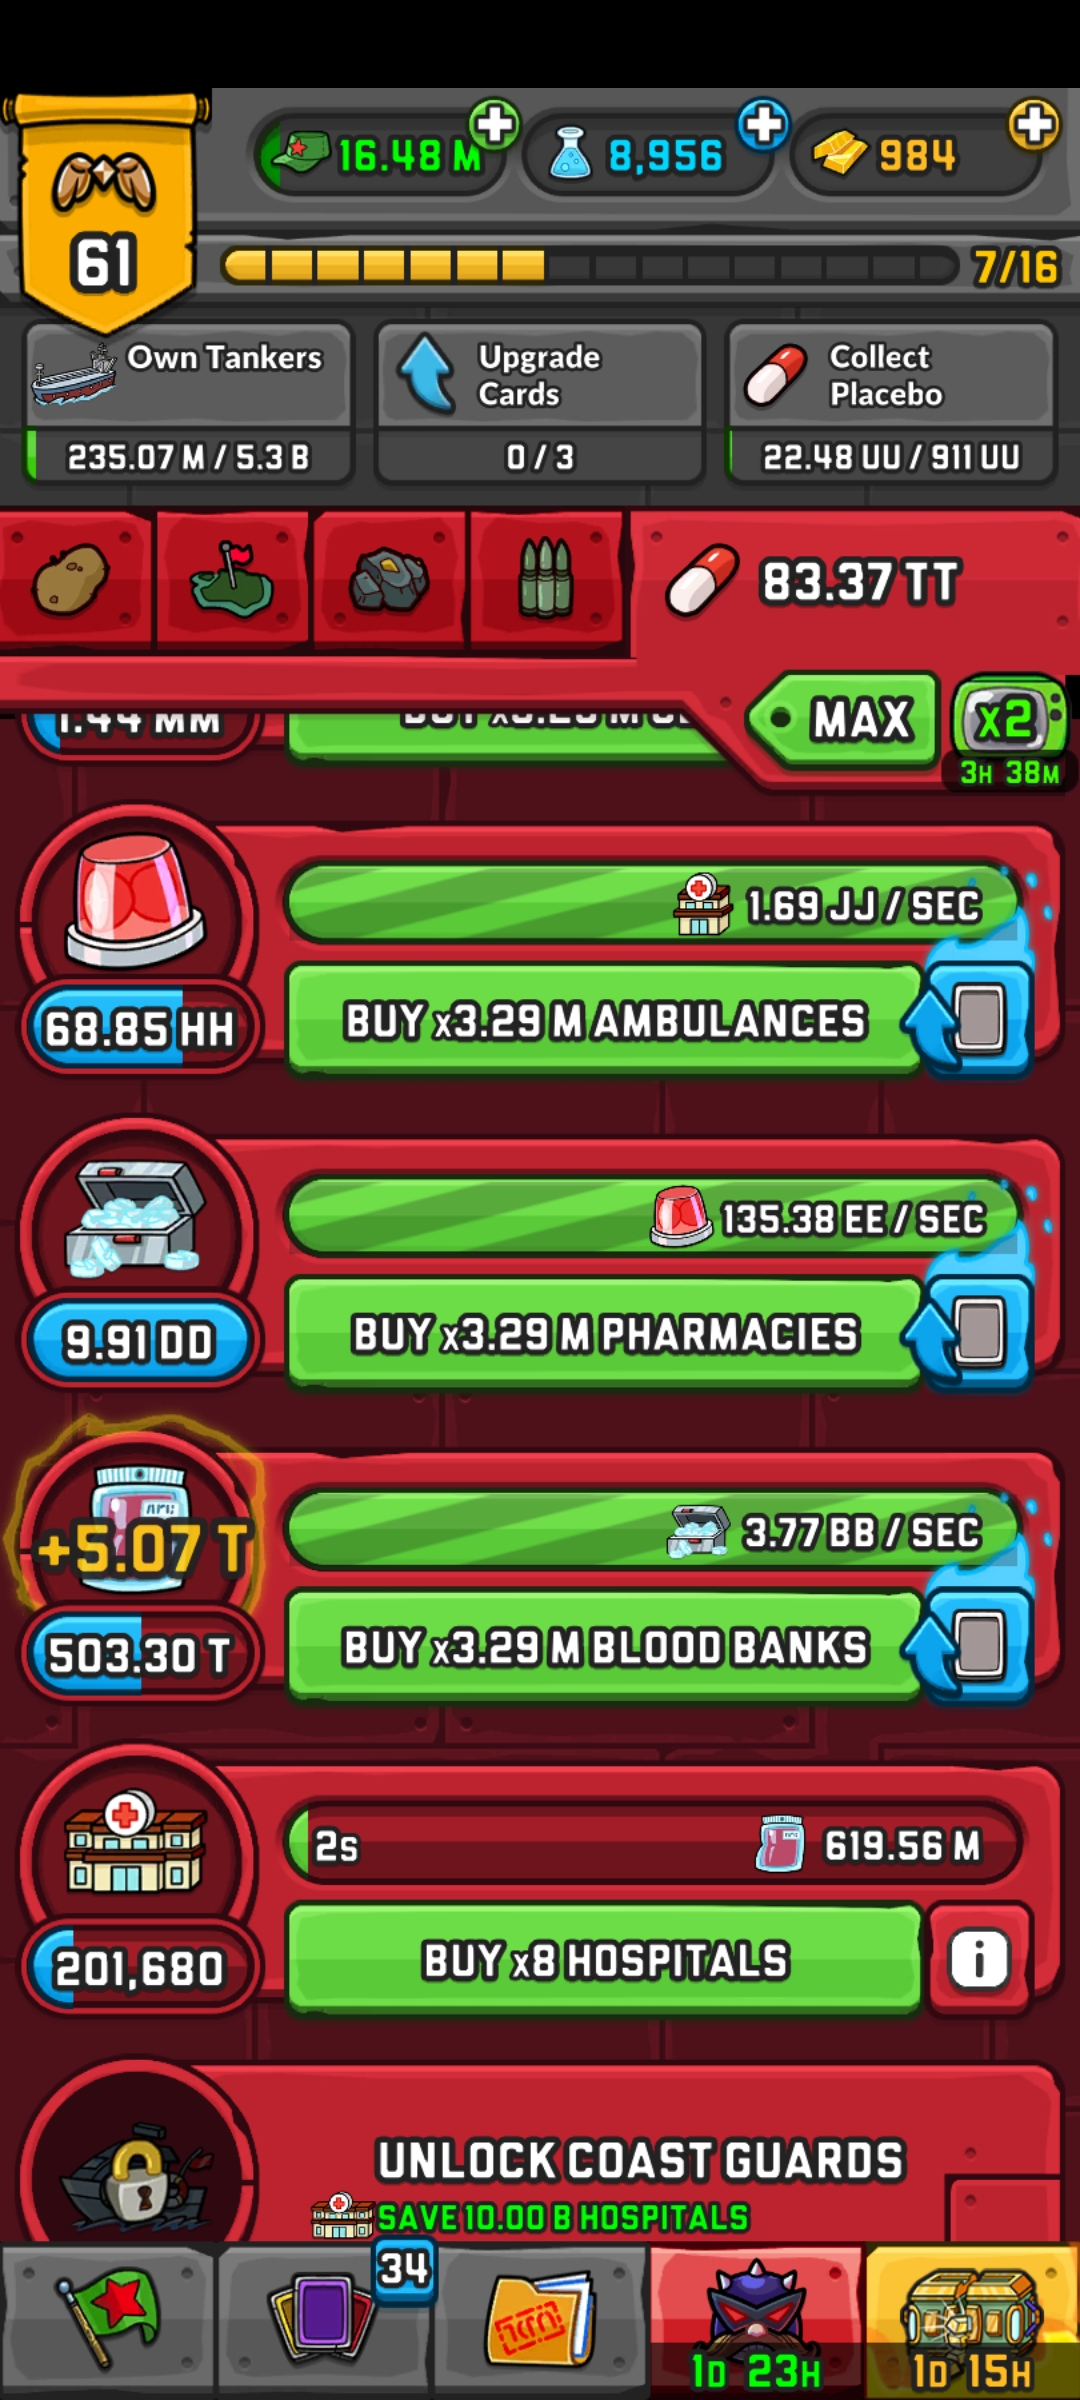 16.48 M
8,956
984
61
7/16
Own Tankers
235.07 M / 5.3 B
Upgrade
Cards
0 / 3
Collect
Placebo
22.48 UU / 911 UU
83.37 TT
MAX
x2
3H 38M
1.44 MM
1.69 JJ / SEC
68.85 HH
BUY x3.29 M AMBULANCES
135.38 EE / SEC
9.91 DD
BUY x3.29 M PHARMACIES
+5.07 T
3.77 BB / SEC
503.30 T
BUY x3.29 M BLOOD BANKS
2s
619.56 M
201,680
BUY x8 HOSPITALS
i
UNLOCK COAST GUARDS
SAVE 10.00 B HOSPITALS
34
1D 23H
1D 15H